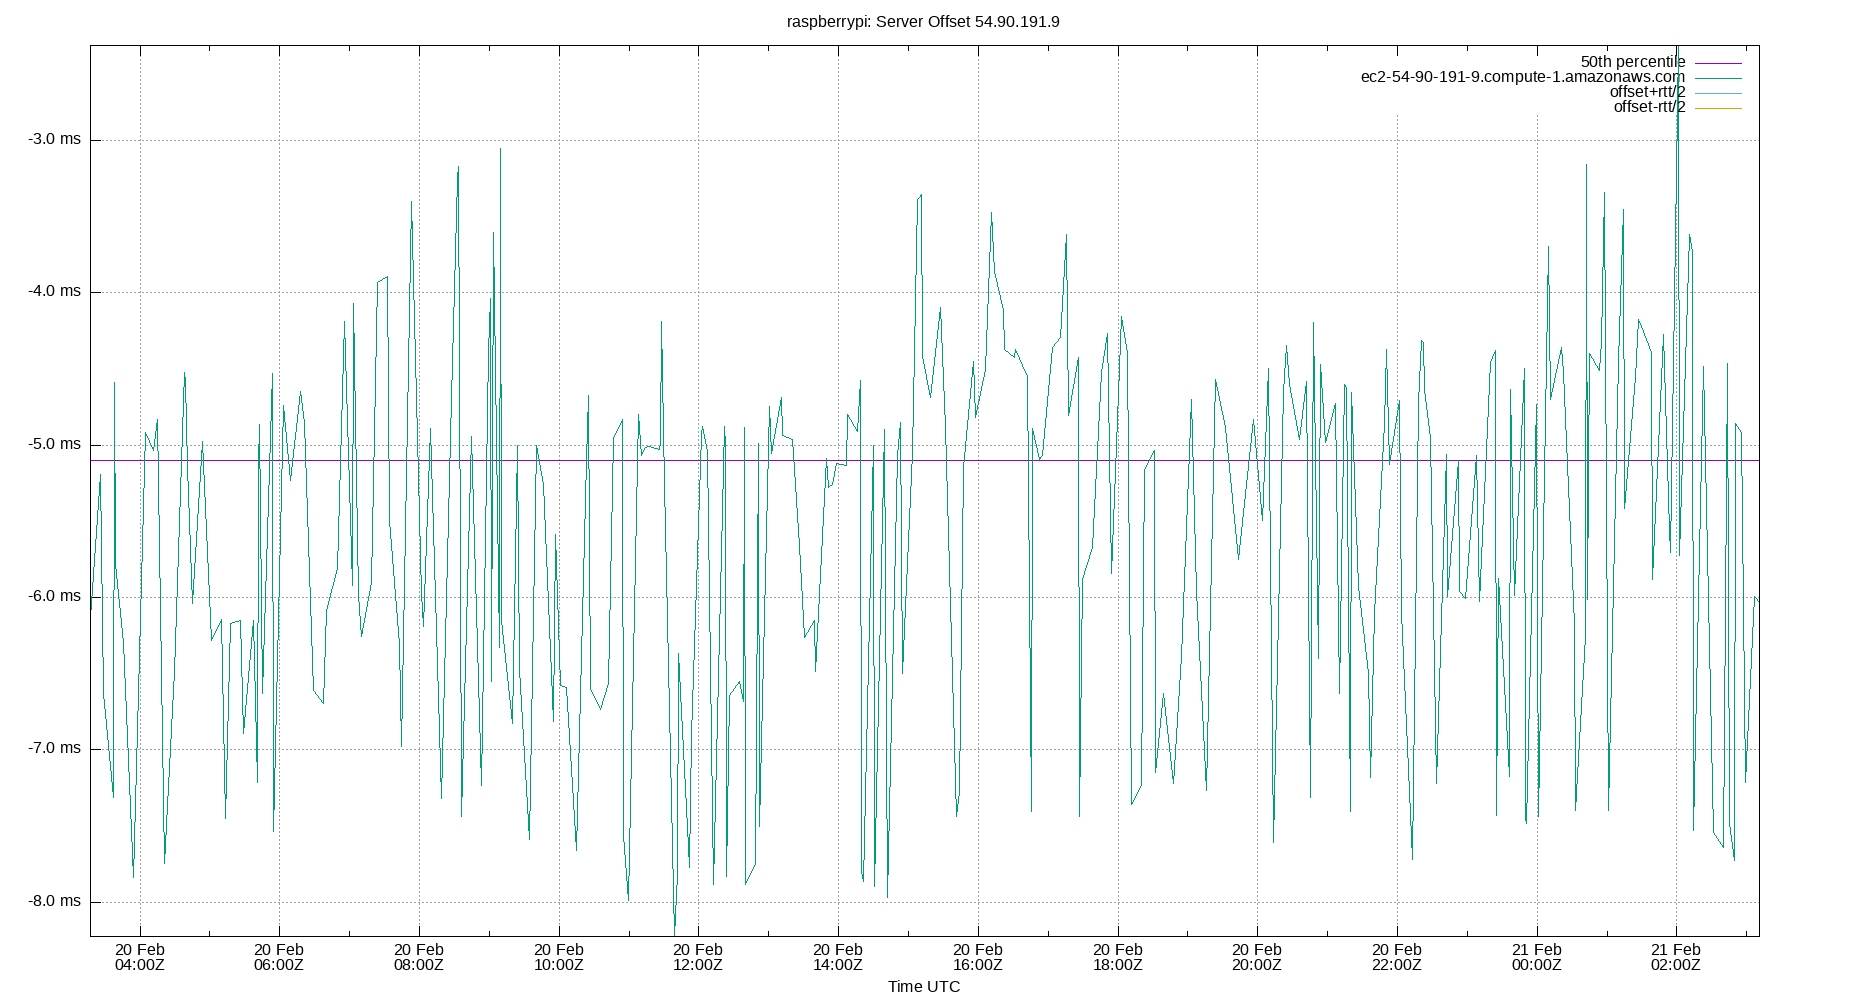 raspberrypi: Server Offset 54.90.191.9
50th percentile
ec2-54-90-191-9.compute-1.amazonaws.com
offset+rtt/2
offset-rtt/2
-3.0 ms
-4.0 ms
-5.0 ms
-6.0 ms
-7.0 ms
-8.0 ms
20 Feb 20 Feb 20 Feb 20 Feb 20 Feb 20 Feb 20 Feb 20 Feb 20 Feb 20 Feb 21 Feb 21 Feb
04:00Z 06:00Z 08:00Z 10:00Z 12:00Z 14:00Z 16:00Z 18:00Z 20:00Z 22:00Z 00:00Z 02:00Z
Time UTC